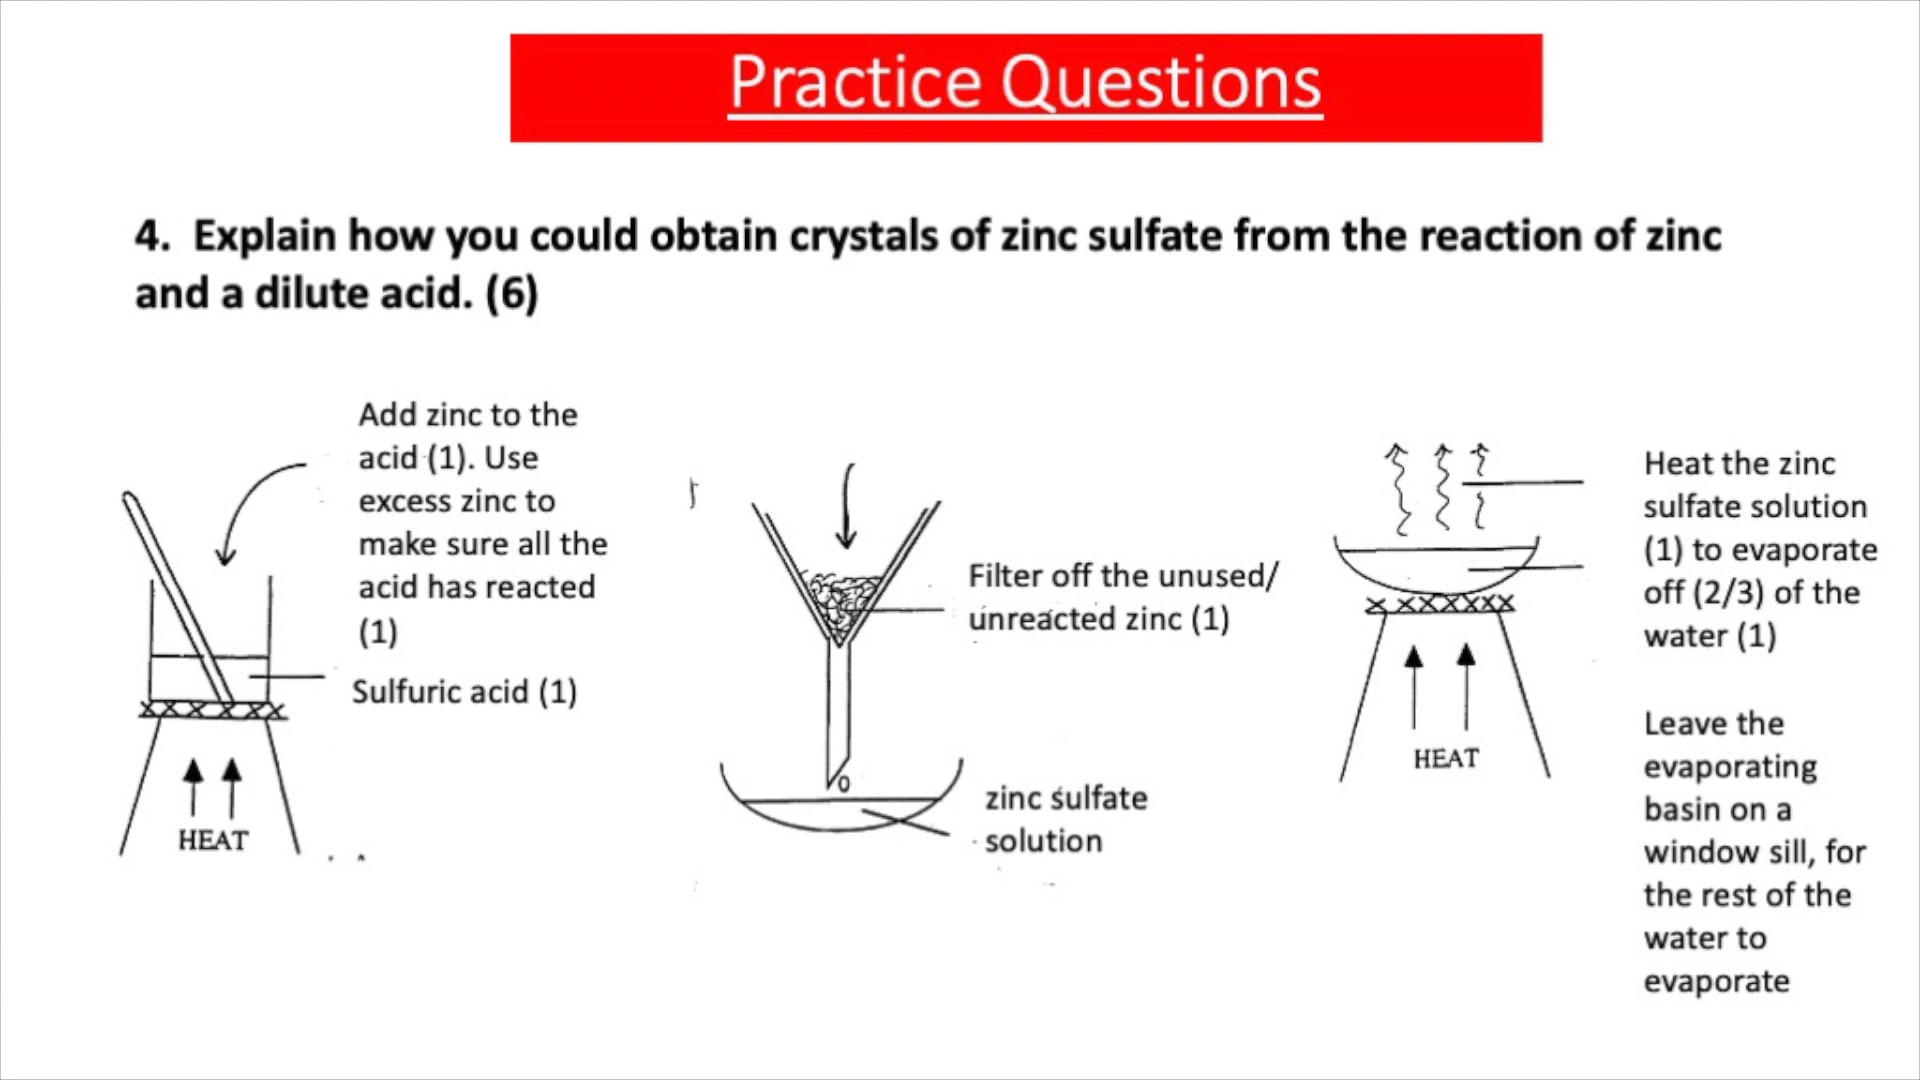 Practice Questions
4. Explain how you could obtain crystals of zinc sulfate from the reaction of zinc
and a dilute acid. (6)
Add zinc to the
acid (1). Use
excess zinc to
make sure all the
acid has reacted
(1)
Sulfuric acid (1)
HEAT
Filter off the unused/
unreacted zinc (1)
zinc sulfate
solution
Heat the zinc
sulfate solution
(1) to evaporate
off (2/3) of the
water (1)
HEAT
Leave the
evaporating
basin on a
window sill, for
the rest of the
water to
evaporate